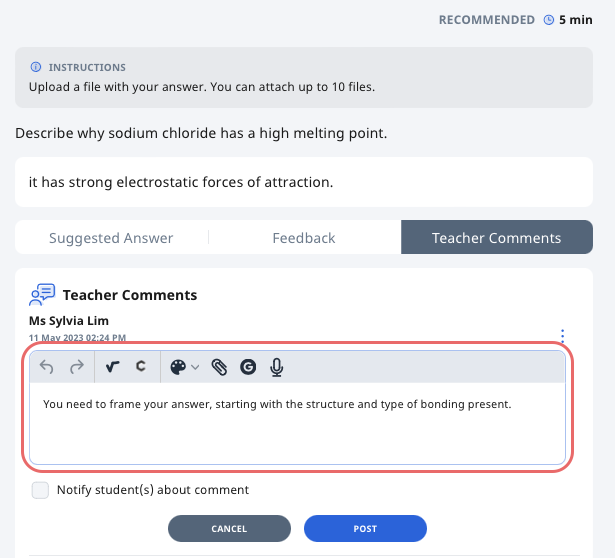 RECOMMENDED 5 min
INSTRUCTIONS
Upload a file with your answer. You can attach up to 10 files.
Describe why sodium chloride has a high melting point.
it has strong electrostatic forces of attraction.
Suggested Answer Feedback Teacher Comments
Teacher Comments
Ms Sylvia Lim
11 May 2023 02:24 PM
You need to frame your answer, starting with the structure and type of bonding present.
Notify student(s) about comment
CANCEL POST